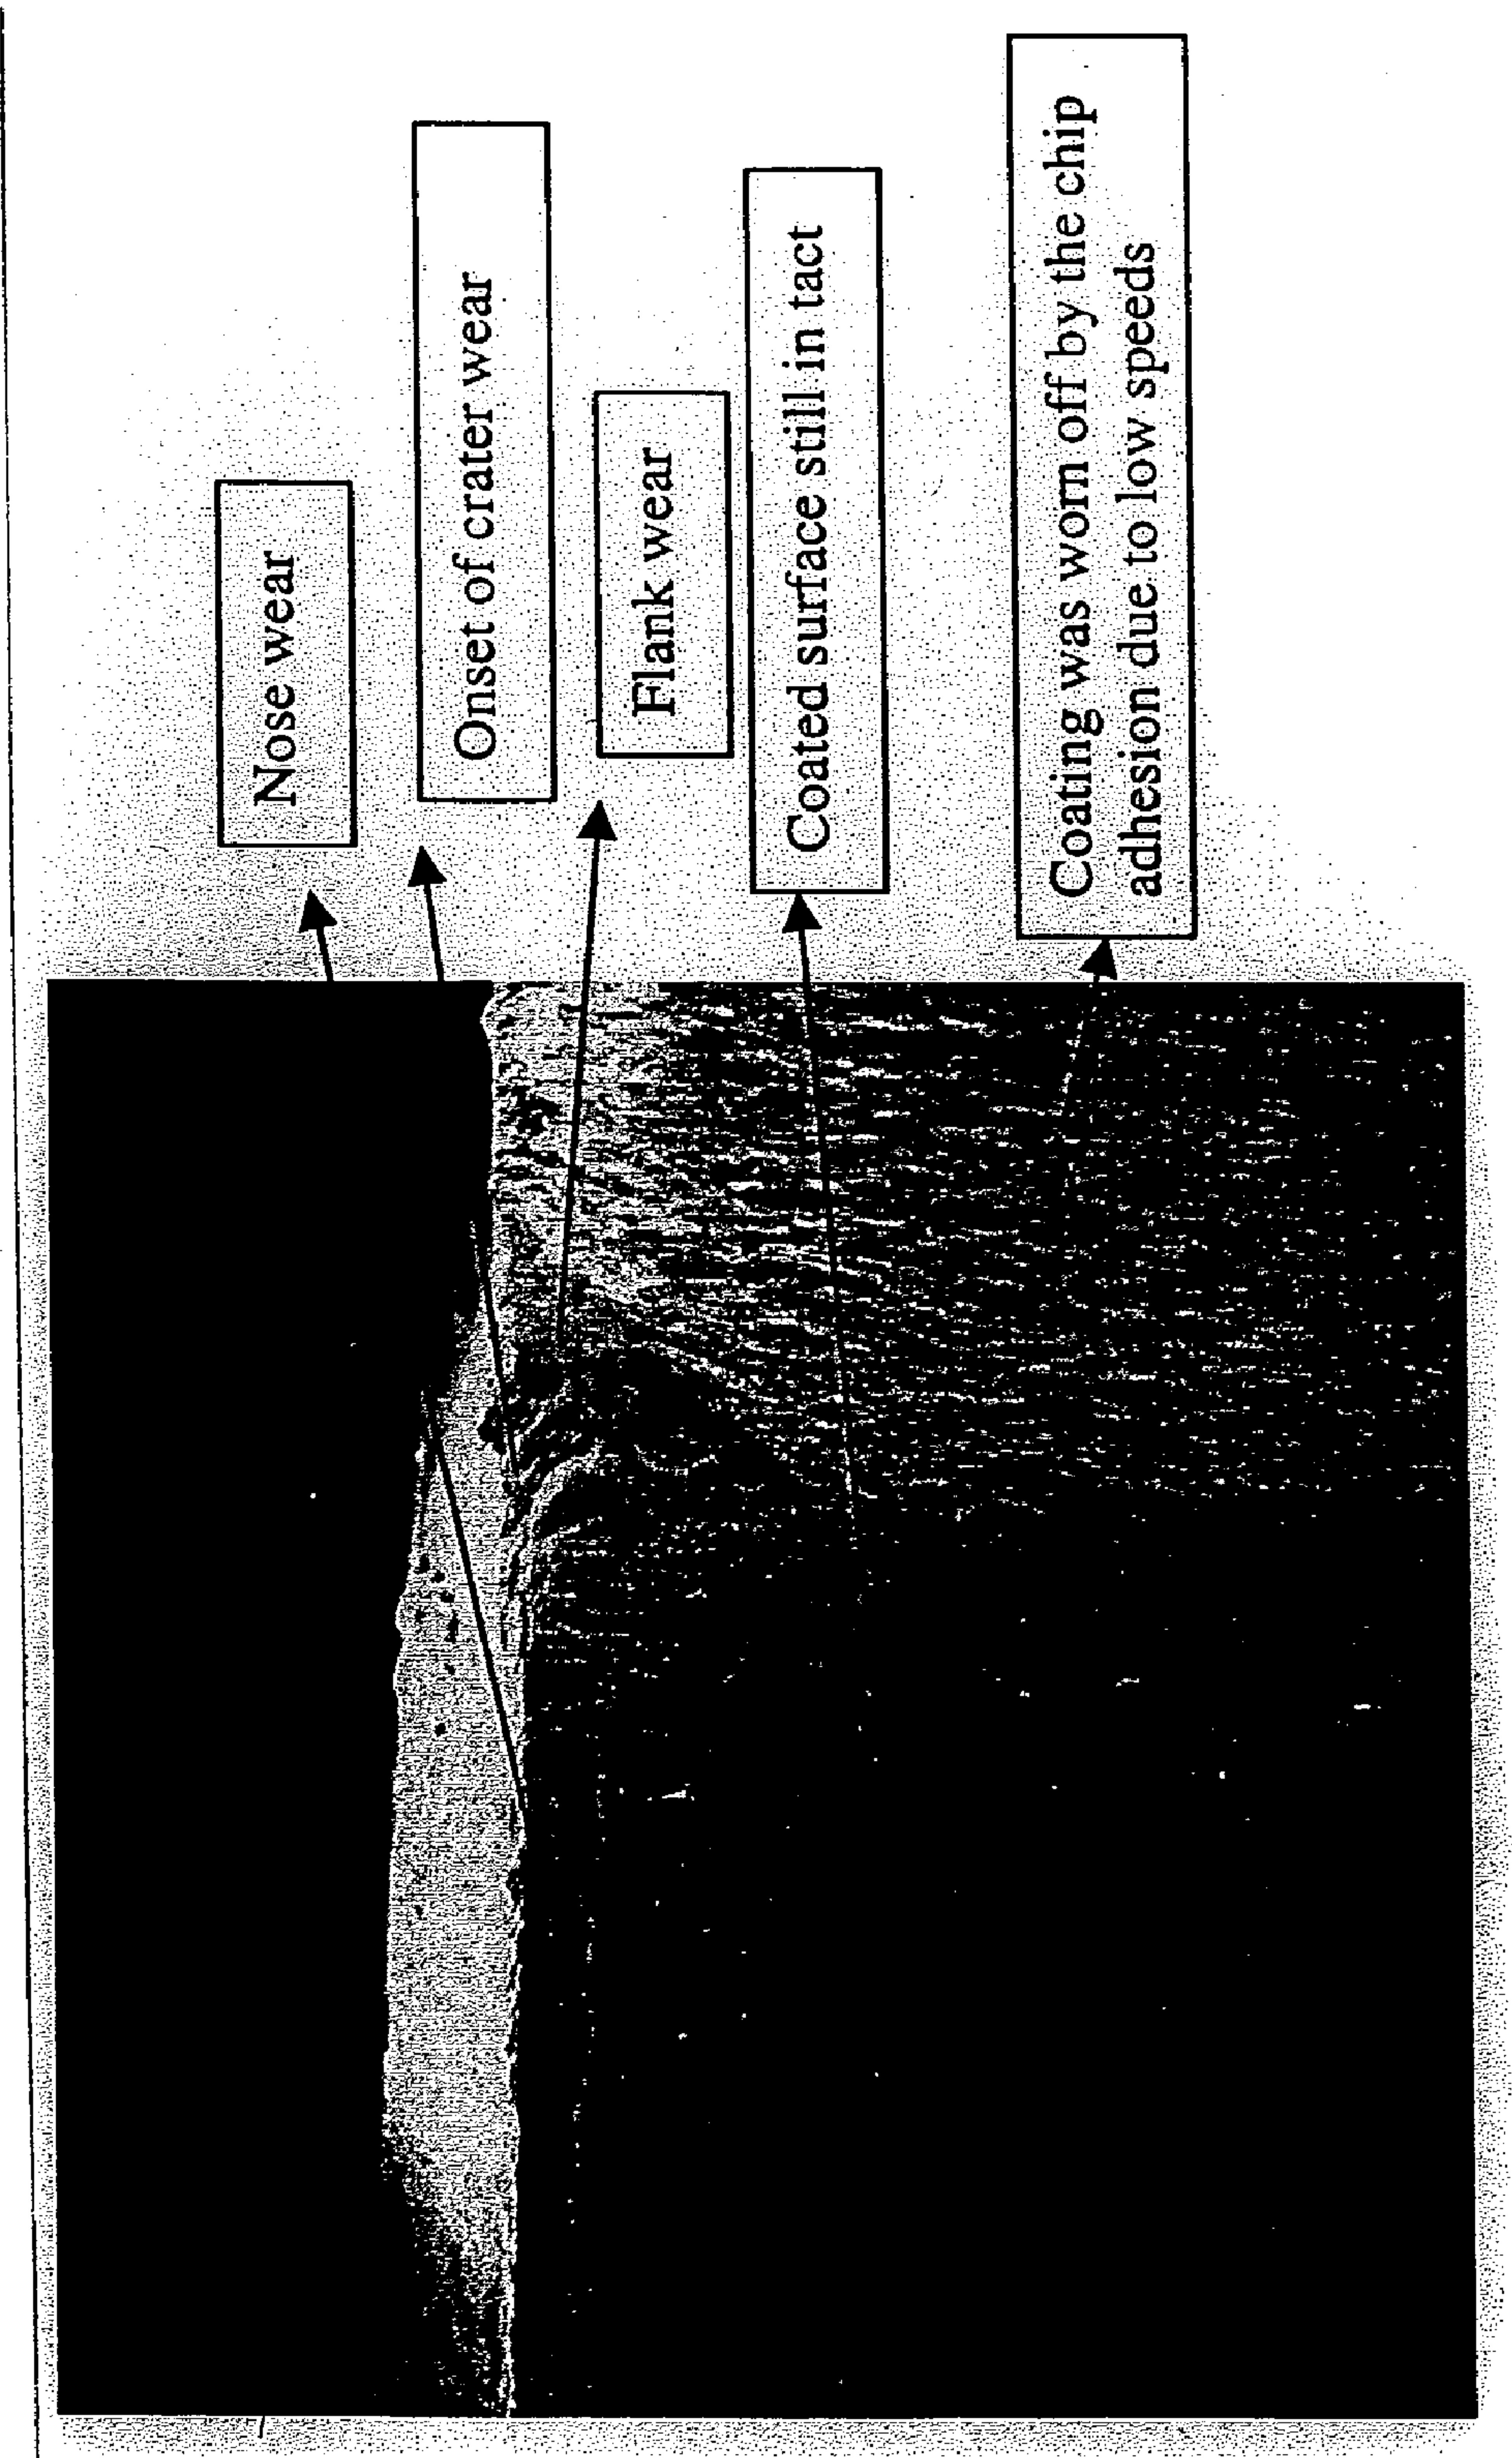 Nose wear
Onset of crater wear
Flank wear
Coated surface still in tact
Coating was worn off by the chip
adhesion due to low speeds